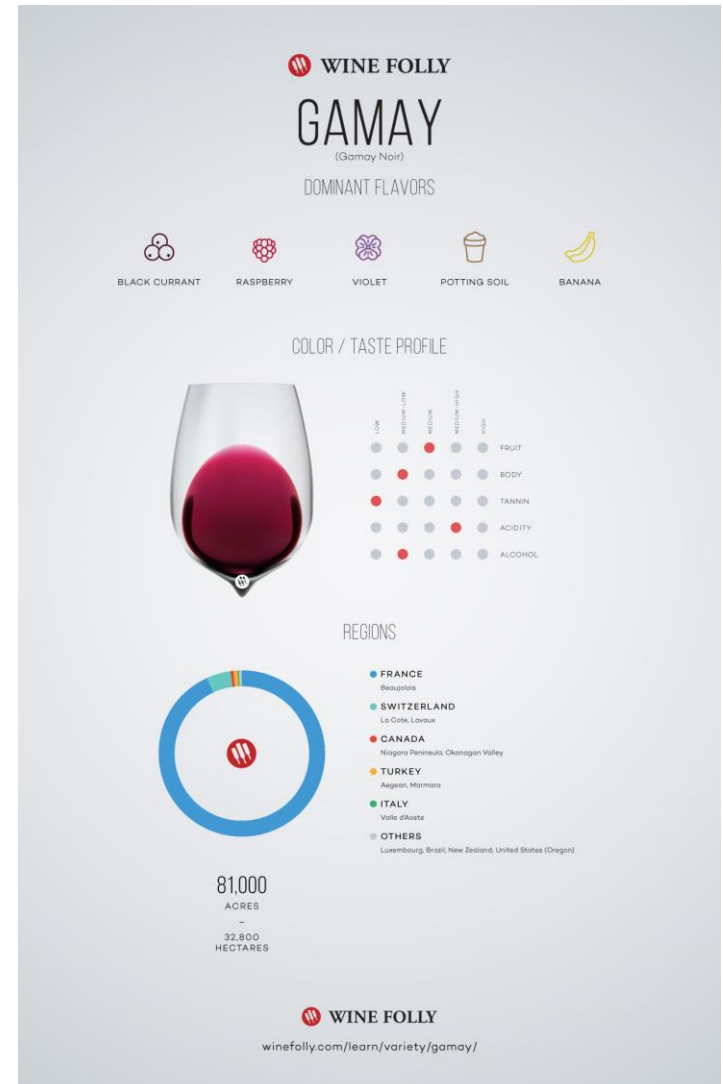 WINE FOLLY
GAMAY
(Gamay Noir)
DOMINANT FLAVORS
BLACK CURRANT
RASPBERRY
VIOLET
POTTING SOIL
BANANA
COLOR / TASTE PROFILE
LOW
MEDIUM-LOW
MEDIUM
MEDIUM-HIGH
HIGH
FRUIT
BODY
TANNIN
ACIDITY
ALCOHOL
REGIONS
FRANCE
Beaujolais
SWITZERLAND
La Cote, Lavaux
CANADA
Niagara Peninsula, Okanagan Valley
TURKEY
Aegean, Marmara
ITALY
Valle d'Aoste
OTHERS
Luxembourg, Brazil, New Zealand, United States (Oregon)
81,000
ACRES
–
32,800
HECTARES
WINE FOLLY
winefolly.com/learn/variety/gamay/